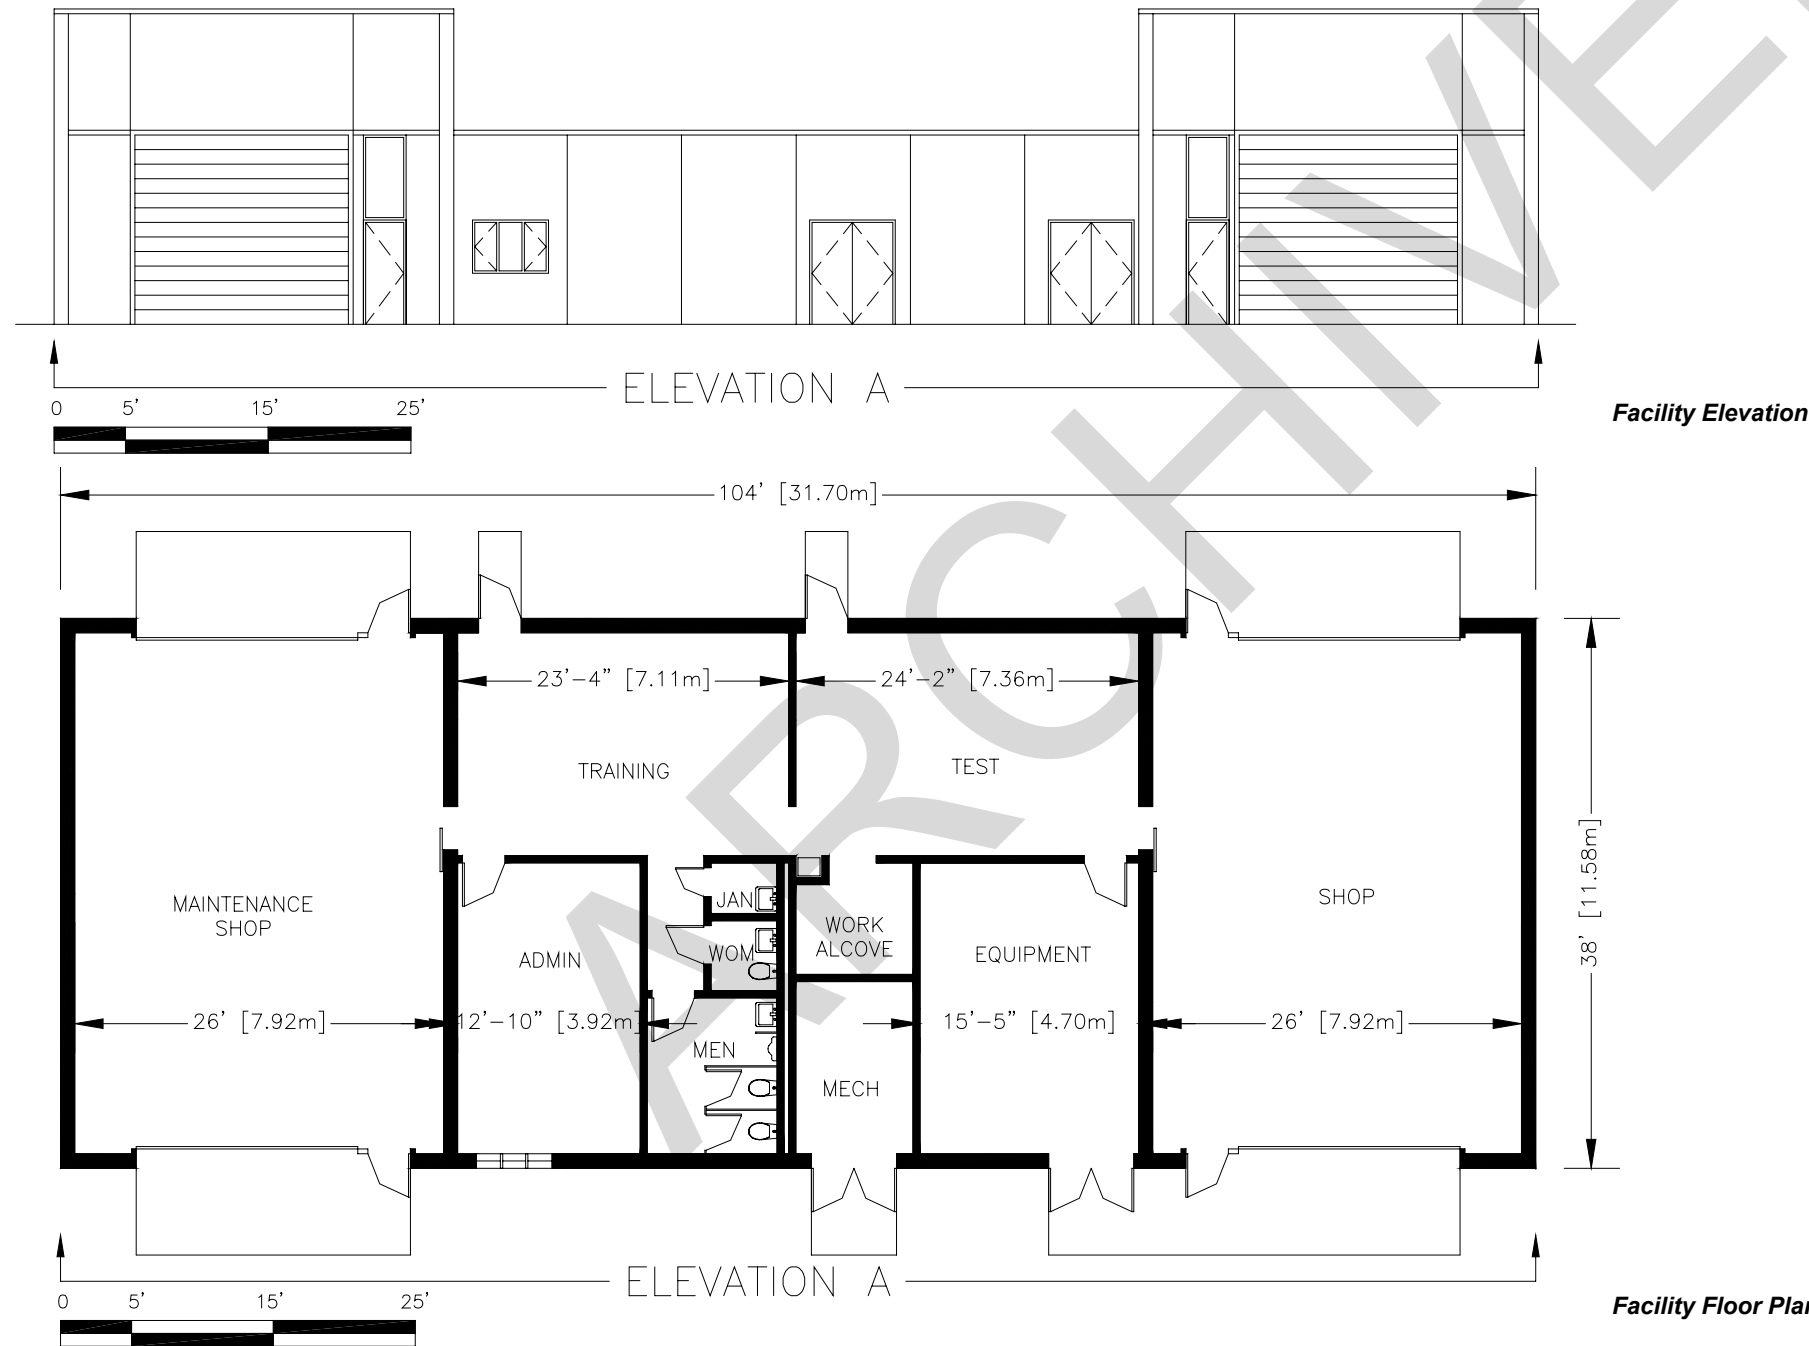 ELEVATION A
0 5' 15' 25'
Facility Elevation
104' [31.70m]
23'-4" [7.11m]
24'-2" [7.36m]
TRAINING
TEST
38' [11.58m]
MAINTENANCE
SHOP
JAN
SHOP
WORK
ALCOVE
WOM
ADMIN
EQUIPMENT
26' [7.92m]
12'-10" [3.92m]
15'-5" [4.70m]
26' [7.92m]
MEN
MECH
ELEVATION A
0 5' 15' 25'
Facility Floor Plan
ARCHIVE